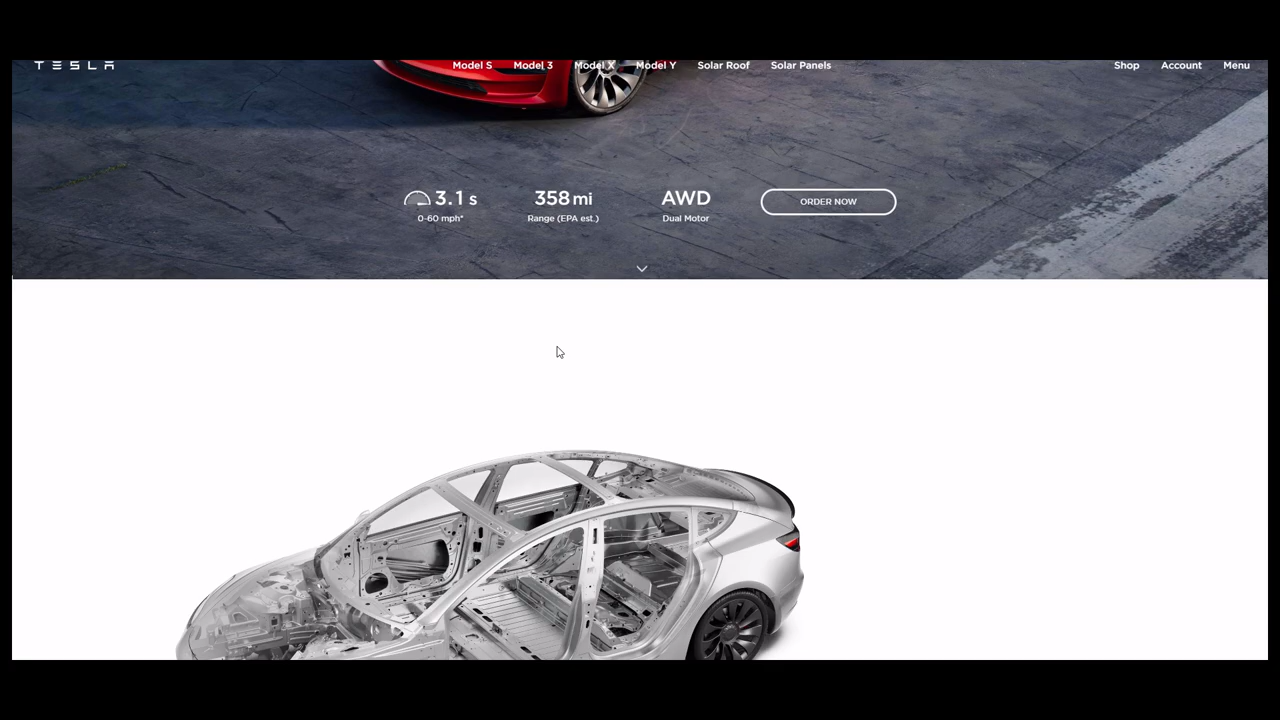 TESLA Model S Model 3 Model X Model Y Solar Roof Solar Panels Shop Account Menu
3.1 s 358 mi AWD ORDER NOW
0-60 mph* Range (EPA est.) Dual Motor